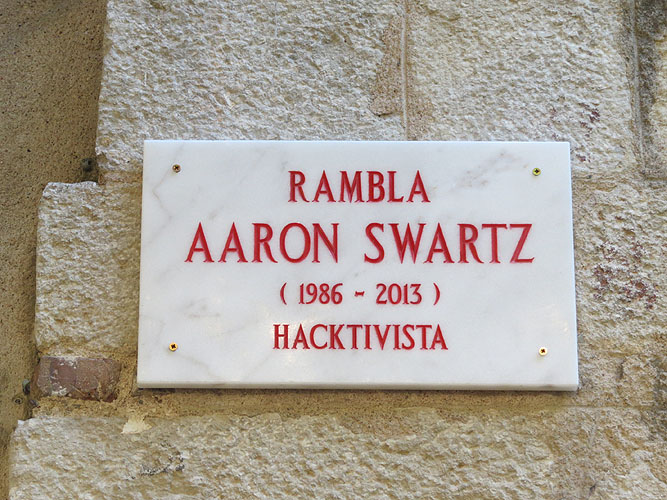 RAMBLA
AARON SWARTZ
( 1986 - 2013 )
HACKTIVISTA